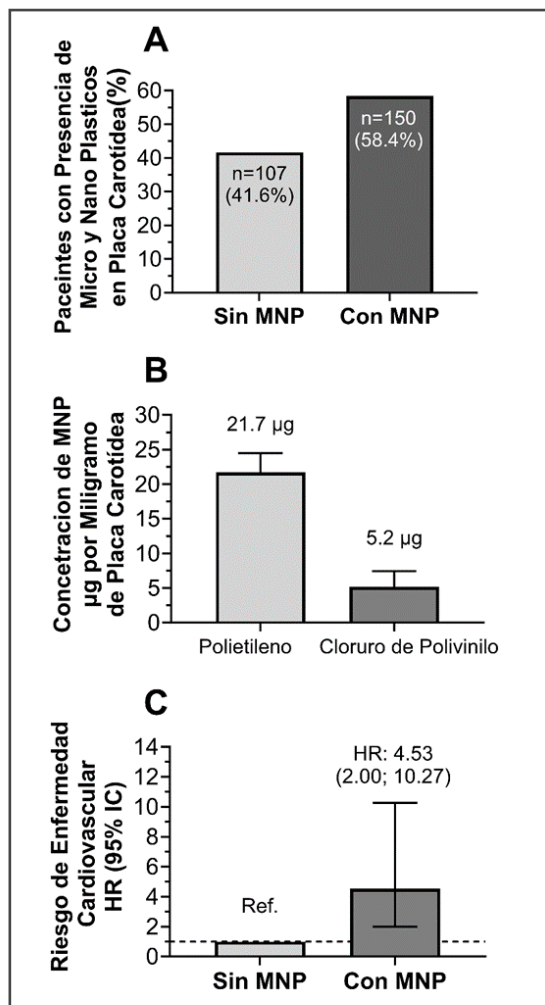 A
Paceintes con Presencia de
Micro y Nano Plasticos
en Placa Carotídea(%)
60
50
40
30
20
10
0
n=107
(41.6%)
n=150
(58.4%)
Sin MNP
Con MNP
B
Concetracion de MNP
µg por Miligramo
de Placa Carotídea
30
25
20
15
10
5
0
21.7 µg
5.2 µg
Polietileno
Cloruro de Polivinilo
C
Riesgo de Enfermedad
Cardiovascular
HR (95% IC)
14
12
10
8
6
4
2
0
Ref.
HR: 4.53
(2.00; 10.27)
Sin MNP
Con MNP